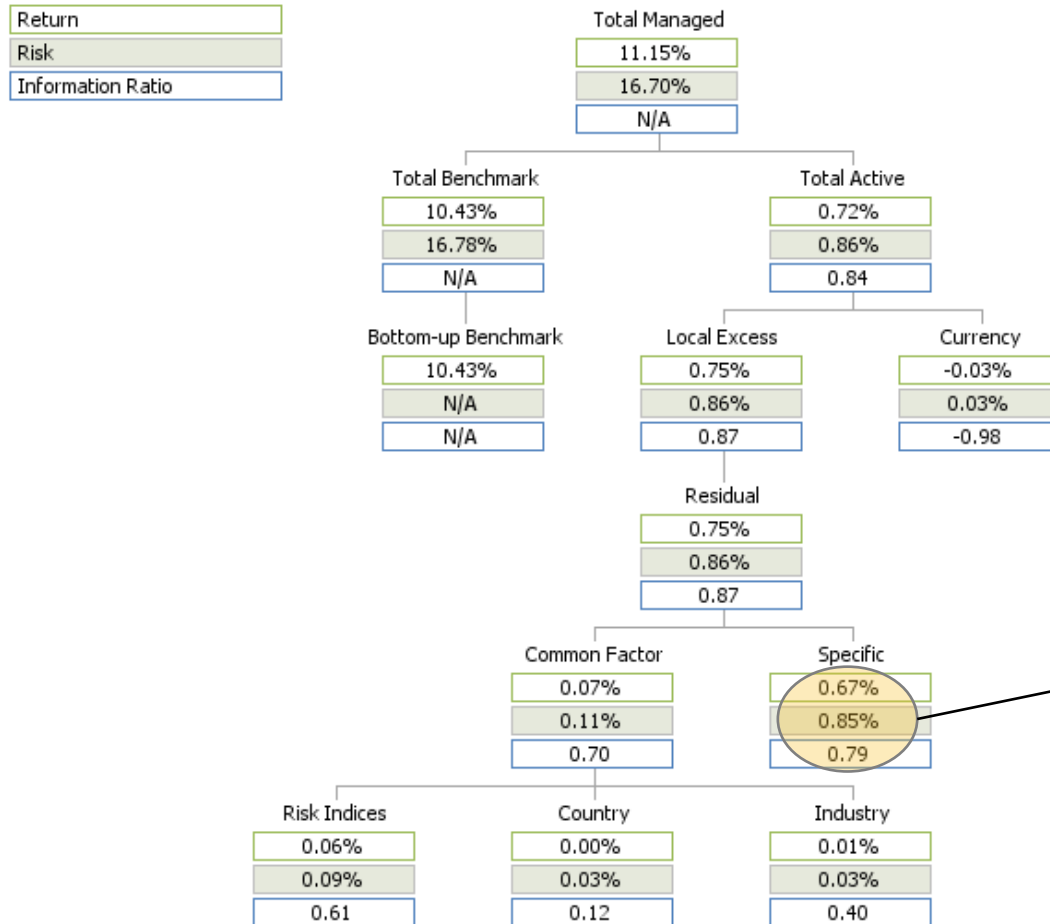 Return
Risk
Information Ratio
Total Managed
11.15%
16.70%
N/A
Total Benchmark
10.43%
16.78%
N/A
Total Active
0.72%
0.86%
0.84
Bottom-up Benchmark
10.43%
N/A
N/A
Local Excess
0.75%
0.86%
0.87
Currency
-0.03%
0.03%
-0.98
Residual
0.75%
0.86%
0.87
Common Factor
0.07%
0.11%
0.70
Specific
0.67%
0.85%
0.79
Risk Indices
0.06%
0.09%
0.61
Country
0.00%
0.03%
0.12
Industry
0.01%
0.03%
0.40